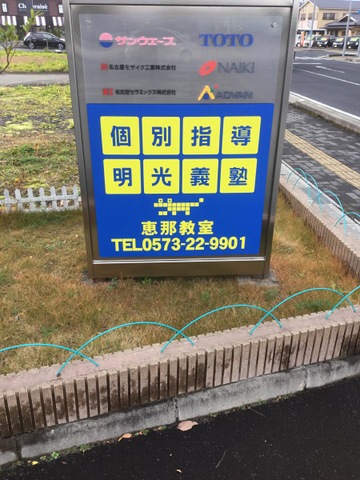 Chouraisé
サンウエーブ TOTO
名古屋モザイク工業株式会社 NAIKI
名古屋セラミックス株式会社 ADVAN
個別指導
明光義塾
恵那教室
TEL0573-22-9901